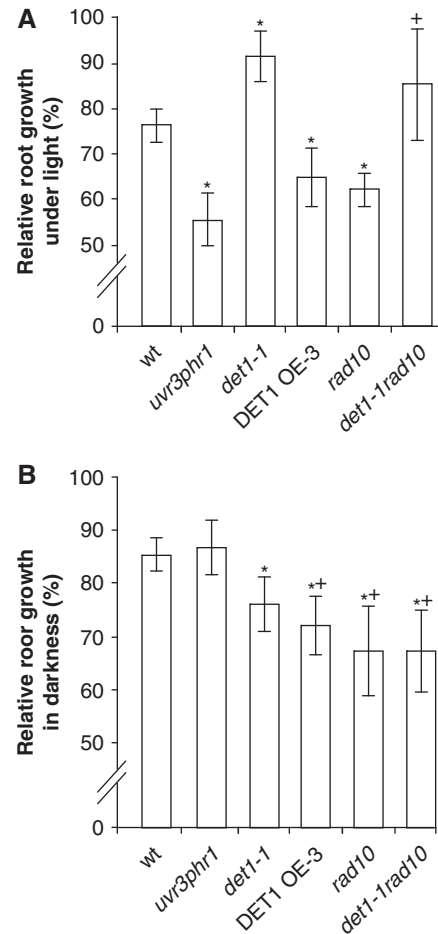 A
Relative root growth
under light (%)
100
90
80
70
60
50
0
*
*
*
*
+
wt
uvr3phr1
det1-1
DET1 OE-3
rad10
det1-1rad10
B
Relative roor growth
in darkness (%)
100
90
80
70
60
50
0
*
*+
*+
*+
wt
uvr3phr1
det1-1
DET1 OE-3
rad10
det1-1rad10